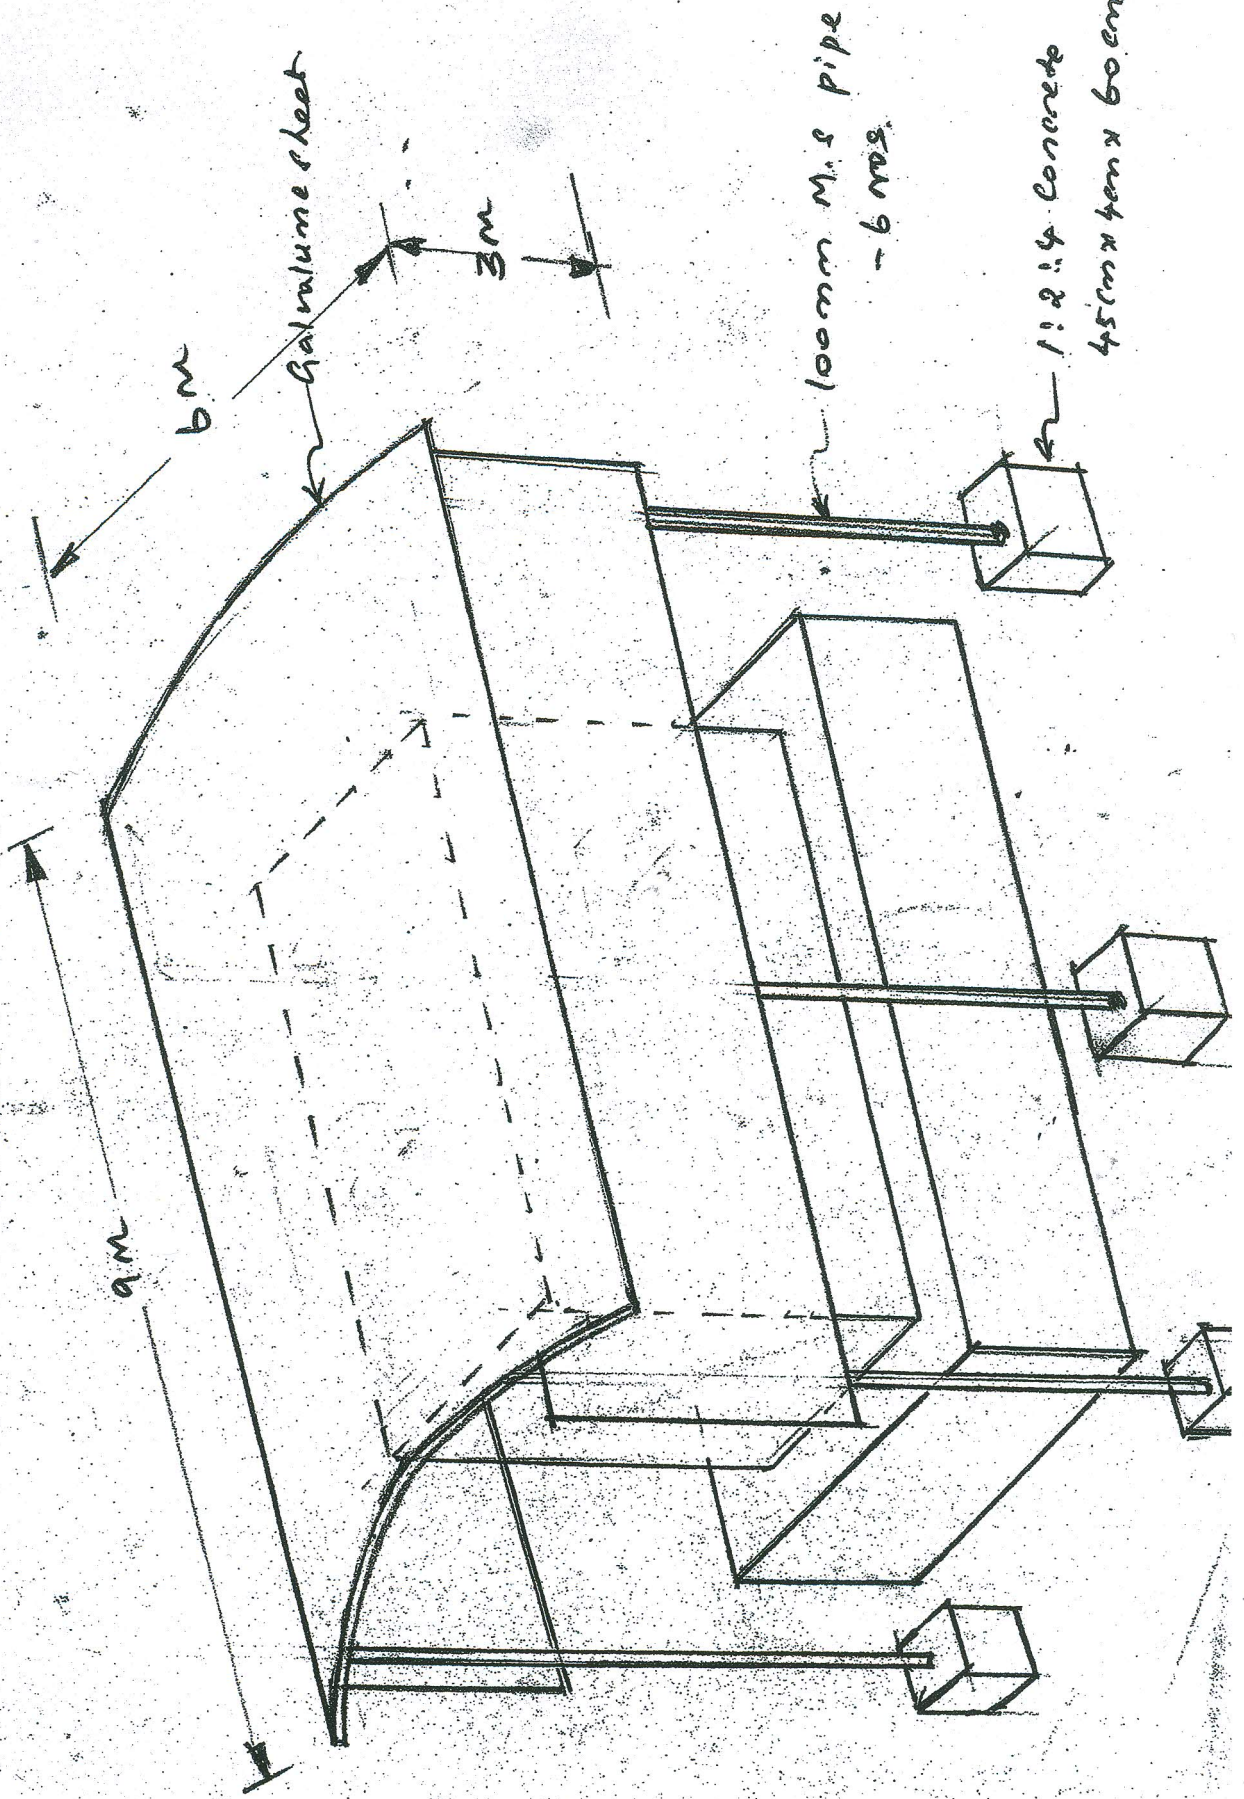 9m
6m
Galvalume sheet
3m
100mm M.S pipe
- 6 nos.
1:2:4 concrete
45cm x 45cm x 60cm